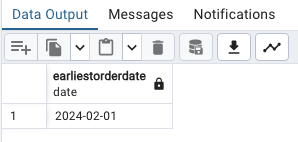 Data Output Messages Notifications
earliestorderdate
date
1 2024-02-01